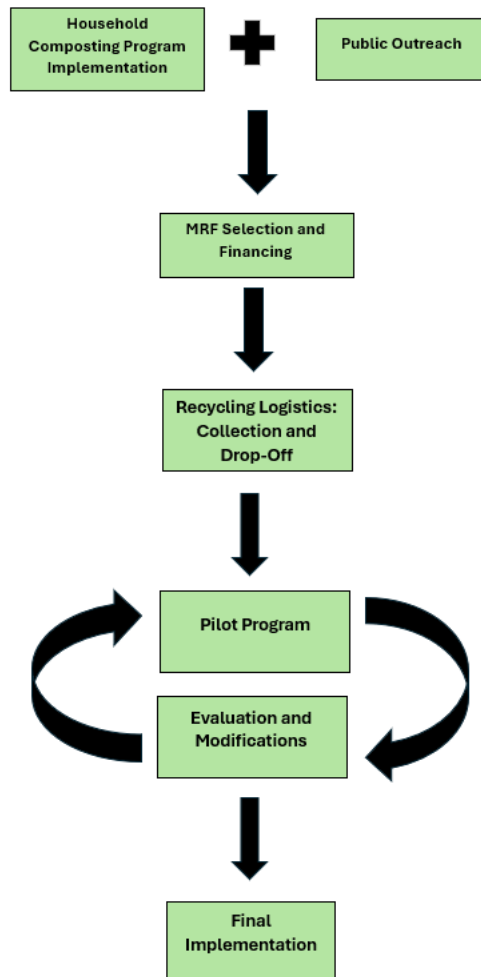 Household
Composting Program
Implementation
Public Outreach
MRF Selection and
Financing
Recycling Logistics:
Collection and
Drop-Off
Pilot Program
Evaluation and
Modifications
Final
Implementation